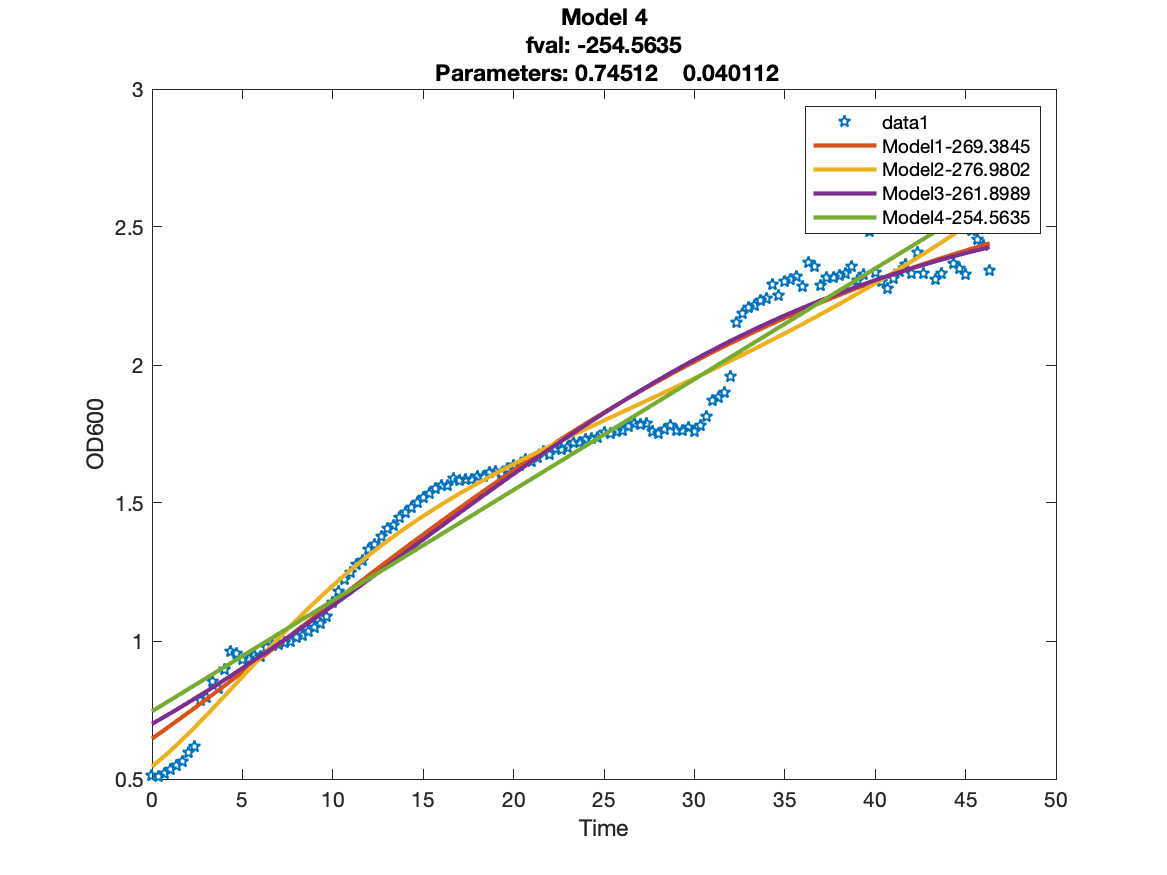 Model 4
fval: -254.5635
Parameters: 0.74512 0.040112
3
2.5
2
1.5
1
0.5
OD600
data1
Model1-269.3845
Model2-276.9802
Model3-261.8989
Model4-254.5635
0 5 10 15 20 25 30 35 40 45 50
Time